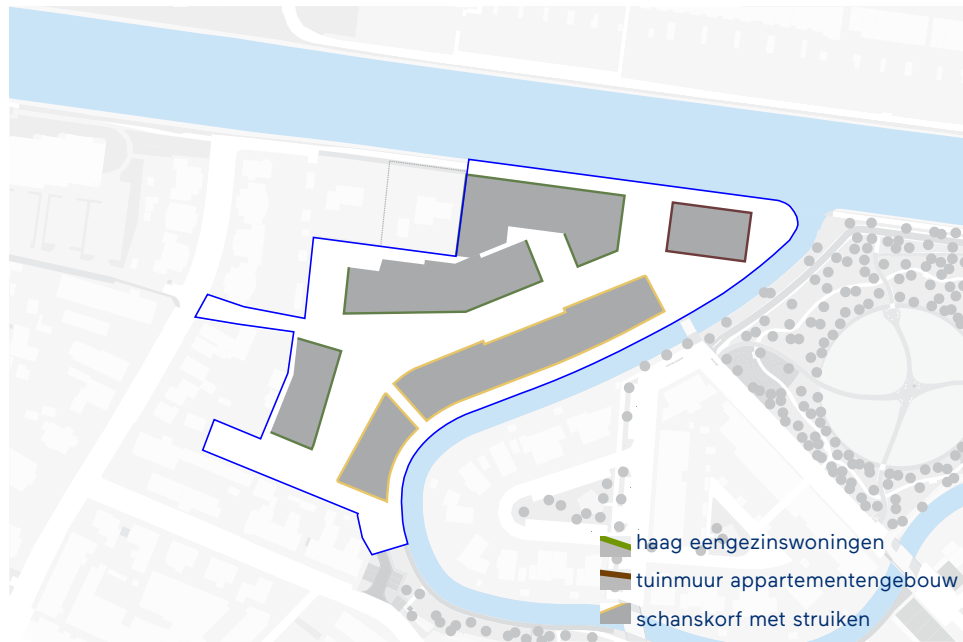 haag eengezinswoningen
tuinmuur appartementengebouw
schanskorf met struiken